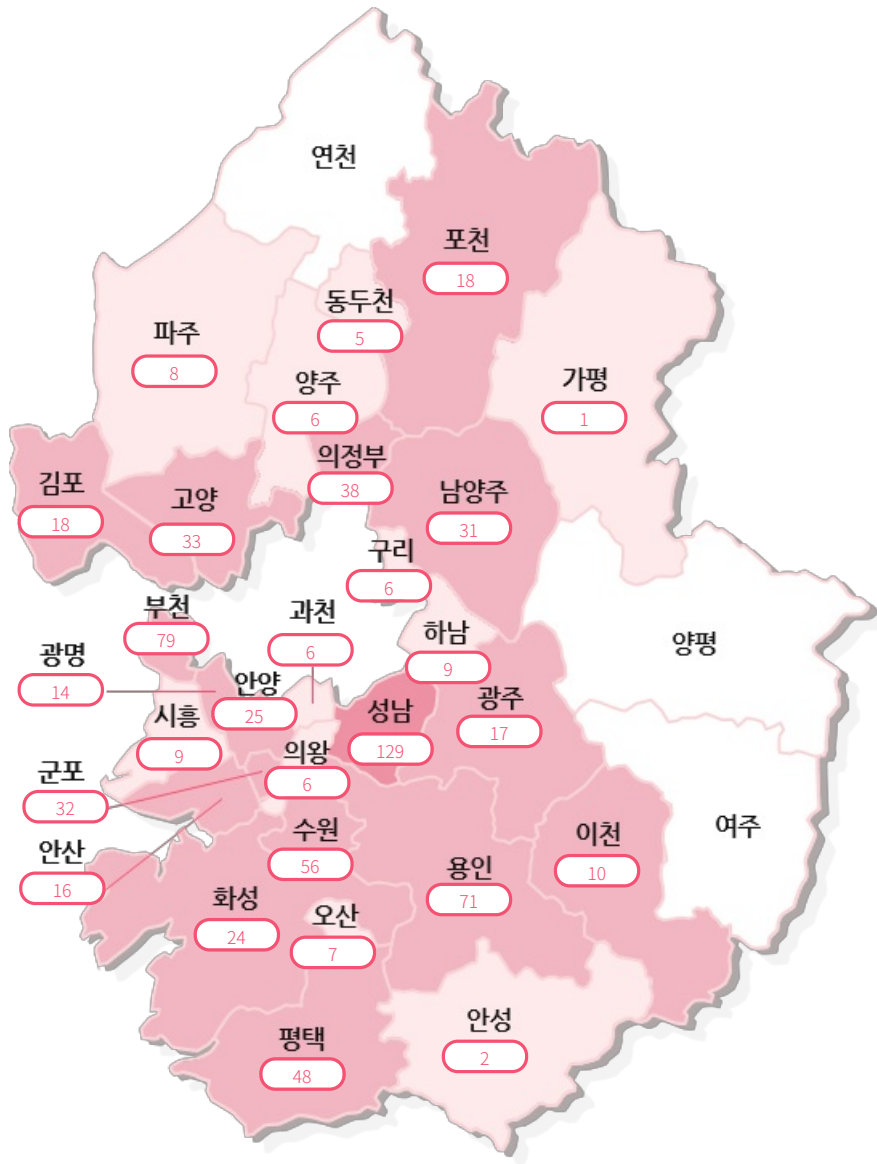 연천
포천
18
동두천
5
파주
8
양주
6
가평
1
의정부
38
김포
18
고양
33
남양주
31
구리
6
부천
79
과천
6
하남
9
양평
광명
14
안양
25
성남
129
광주
17
시흥
9
의왕
6
군포
32
수원
56
이천
10
여주
안산
16
화성
24
용인
71
오산
7
안성
2
평택
48